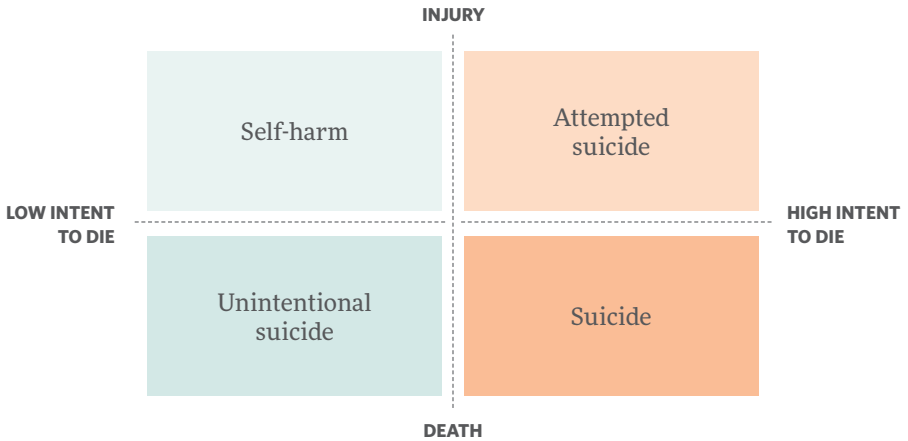 INJURY
Self-harm
Attempted
suicide
LOW INTENT
TO DIE
HIGH INTENT
TO DIE
Unintentional
suicide
Suicide
DEATH